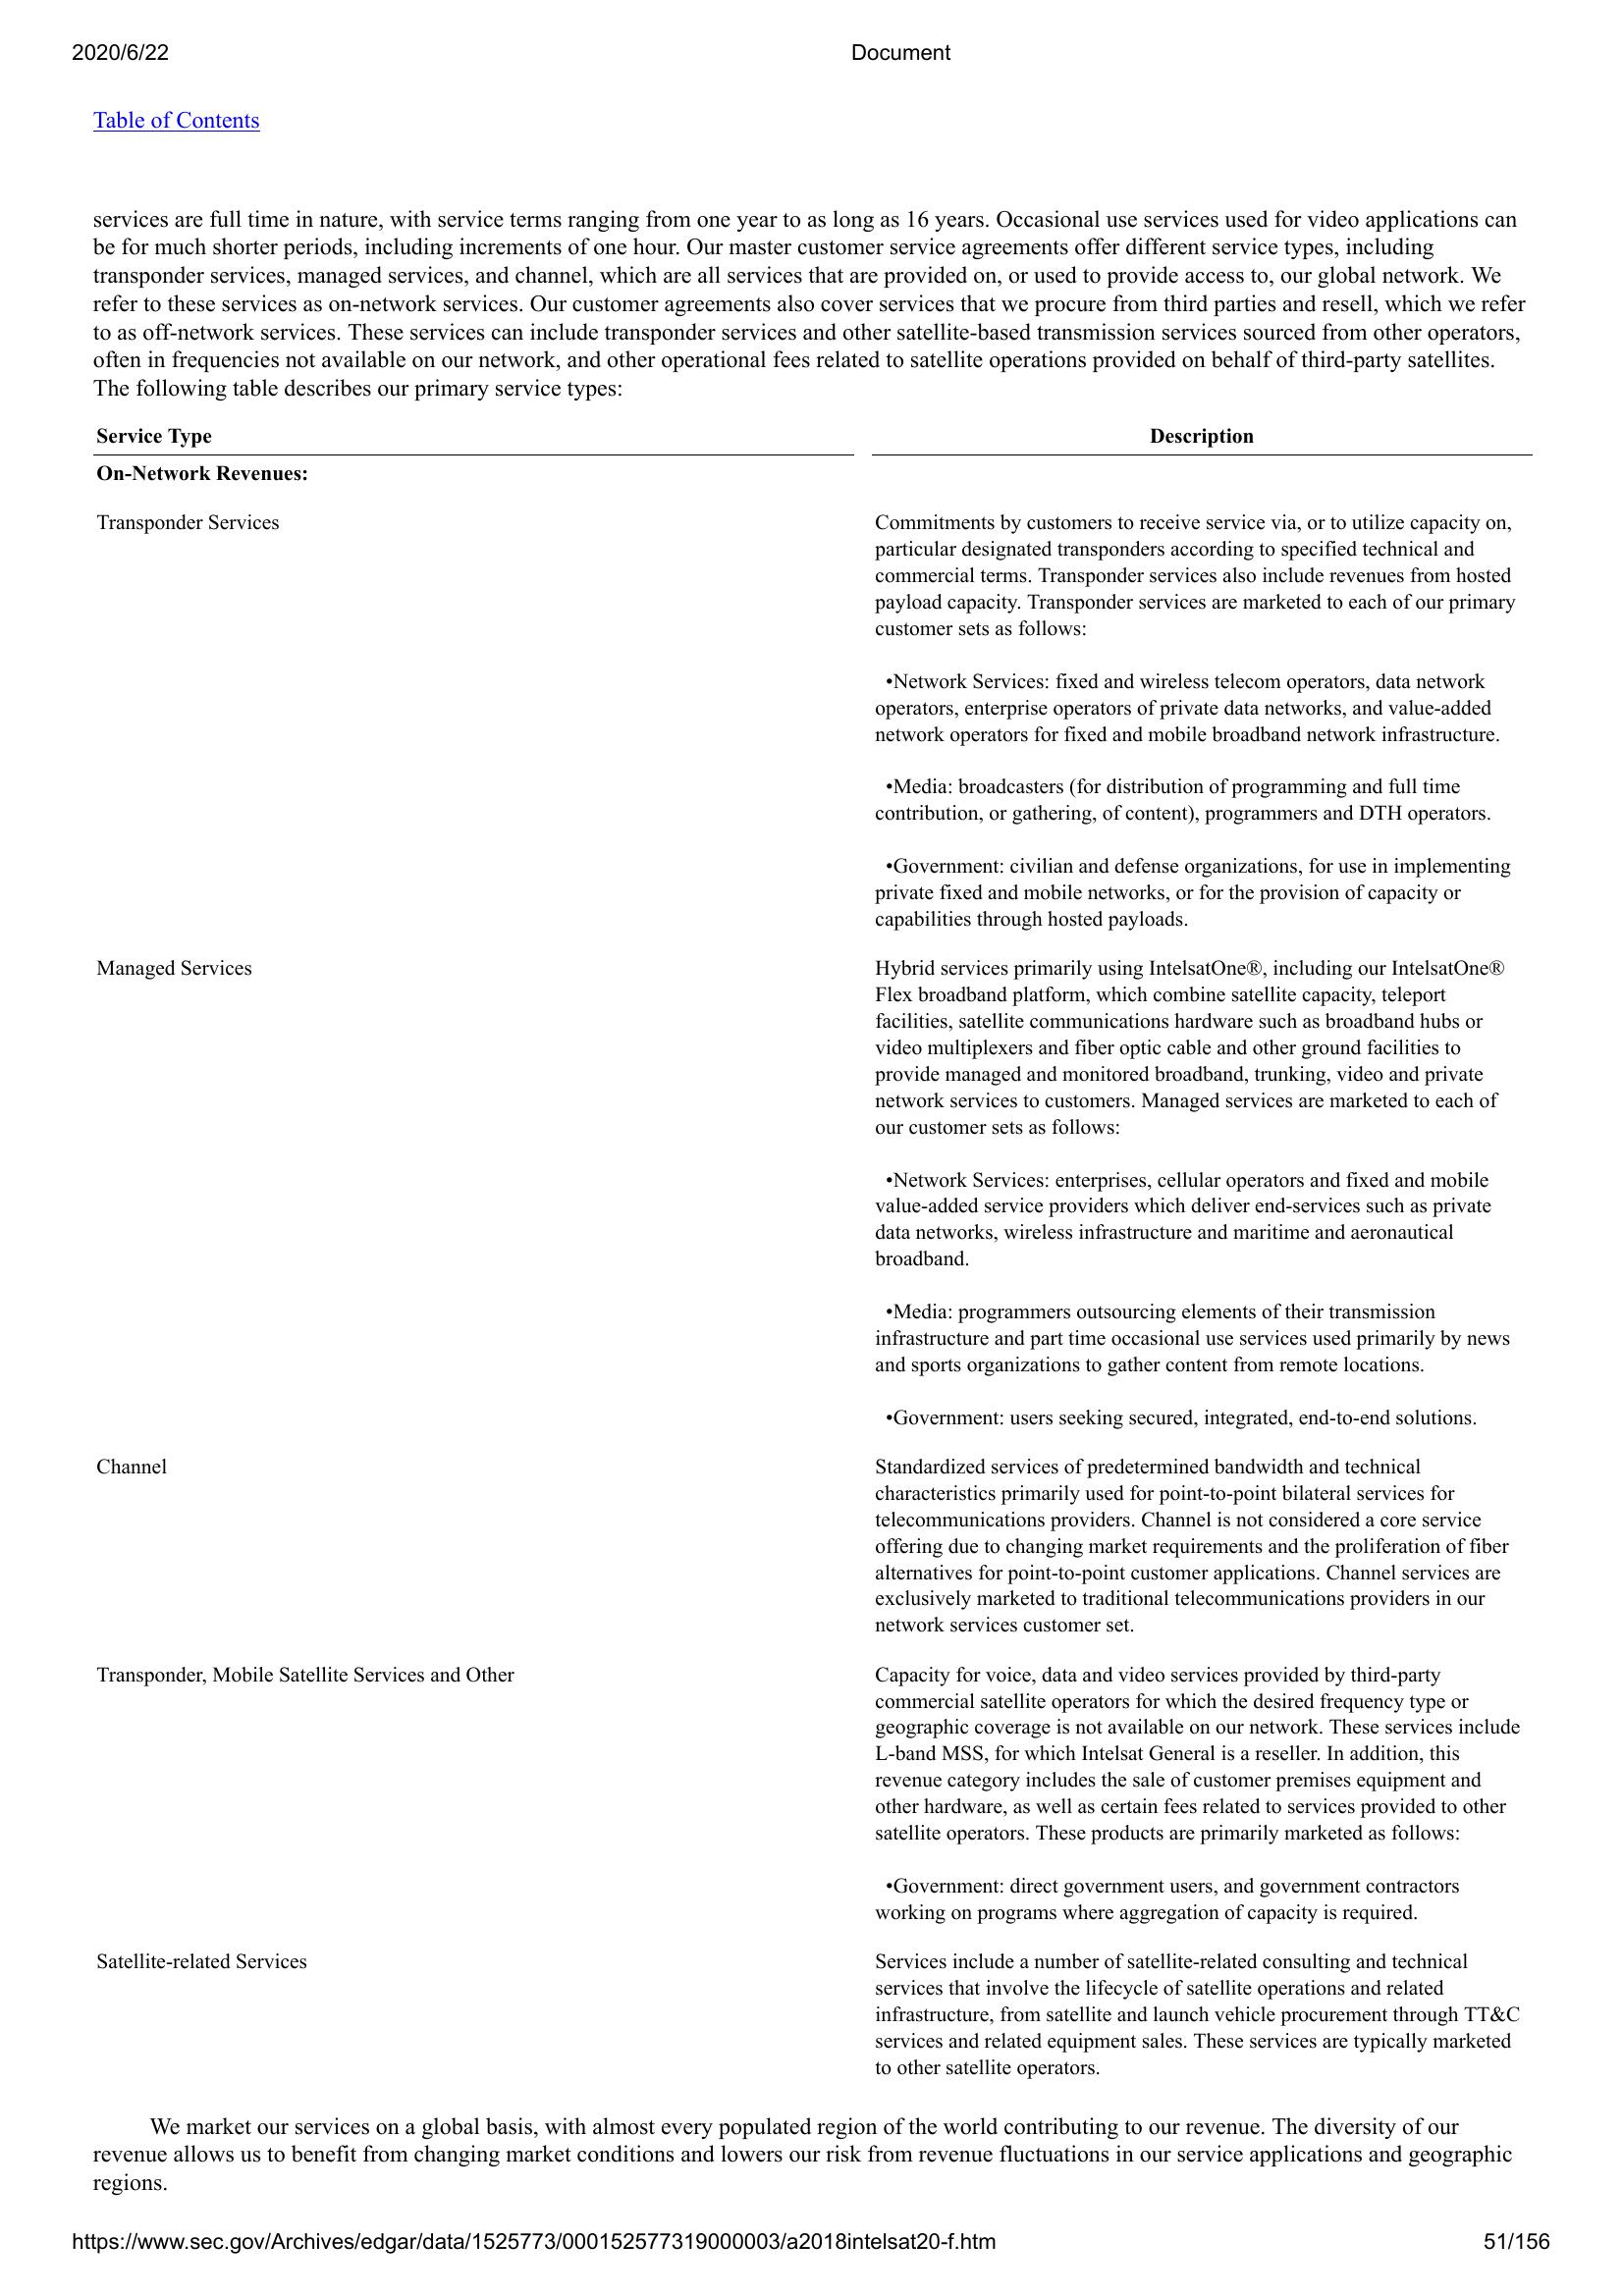 2020/6/22
Document
Table of Contents
services are full time in nature, with service terms ranging from one year to as long as 16 years. Occasional use services used for video applications can
be for much shorter periods, including increments of one hour. Our master customer service agreements offer different service types, including
transponder services, managed services, and channel, which are all services that are provided on, or used to provide access to, our global network. We
refer to these services as on-network services. Our customer agreements also cover services that we procure from third parties and resell, which we refer
to as off-network services. These services can include transponder services and other satellite-based transmission services sourced from other operators,
often in frequencies not available on our network, and other operational fees related to satellite operations provided on behalf of third-party satellites.
The following table describes our primary service types:
Service Type
Description
On-Network Revenues:
Transponder Services
Commitments by customers to receive service via, or to utilize capacity on,
particular designated transponders according to specified technical and
commercial terms. Transponder services also include revenues from hosted
payload capacity. Transponder services are marketed to each of our primary
customer sets as follows:
•Network Services: fixed and wireless telecom operators, data network
operators, enterprise operators of private data networks, and value-added
network operators for fixed and mobile broadband network infrastructure.
•Media: broadcasters (for distribution of programming and full time
contribution, or gathering, of content), programmers and DTH operators.
•Government: civilian and defense organizations, for use in implementing
private fixed and mobile networks, or for the provision of capacity or
capabilities through hosted payloads.
Managed Services
Hybrid services primarily using IntelsatOne®, including our IntelsatOne®
Flex broadband platform, which combine satellite capacity, teleport
facilities, satellite communications hardware such as broadband hubs or
video multiplexers and fiber optic cable and other ground facilities to
provide managed and monitored broadband, trunking, video and private
network services to customers. Managed services are marketed to each of
our customer sets as follows:
•Network Services: enterprises, cellular operators and fixed and mobile
value-added service providers which deliver end-services such as private
data networks, wireless infrastructure and maritime and aeronautical
broadband.
•Media: programmers outsourcing elements of their transmission
infrastructure and part time occasional use services used primarily by news
and sports organizations to gather content from remote locations.
•Government: users seeking secured, integrated, end-to-end solutions.
Channel
Standardized services of predetermined bandwidth and technical
characteristics primarily used for point-to-point bilateral services for
telecommunications providers. Channel is not considered a core service
offering due to changing market requirements and the proliferation of fiber
alternatives for point-to-point customer applications. Channel services are
exclusively marketed to traditional telecommunications providers in our
network services customer set.
Transponder, Mobile Satellite Services and Other
Capacity for voice, data and video services provided by third-party
commercial satellite operators for which the desired frequency type or
geographic coverage is not available on our network. These services include
L-band MSS, for which Intelsat General is a reseller. In addition, this
revenue category includes the sale of customer premises equipment and
other hardware, as well as certain fees related to services provided to other
satellite operators. These products are primarily marketed as follows:
•Government: direct government users, and government contractors
working on programs where aggregation of capacity is required.
Satellite-related Services
Services include a number of satellite-related consulting and technical
services that involve the lifecycle of satellite operations and related
infrastructure, from satellite and launch vehicle procurement through TT&C
services and related equipment sales. These services are typically marketed
to other satellite operators.
We market our services on a global basis, with almost every populated region of the world contributing to our revenue. The diversity of our
revenue allows us to benefit from changing market conditions and lowers our risk from revenue fluctuations in our service applications and geographic
regions.
https://www.sec.gov/Archives/edgar/data/1525773/000152577319000003/a2018intelsat20-f.htm
51/156